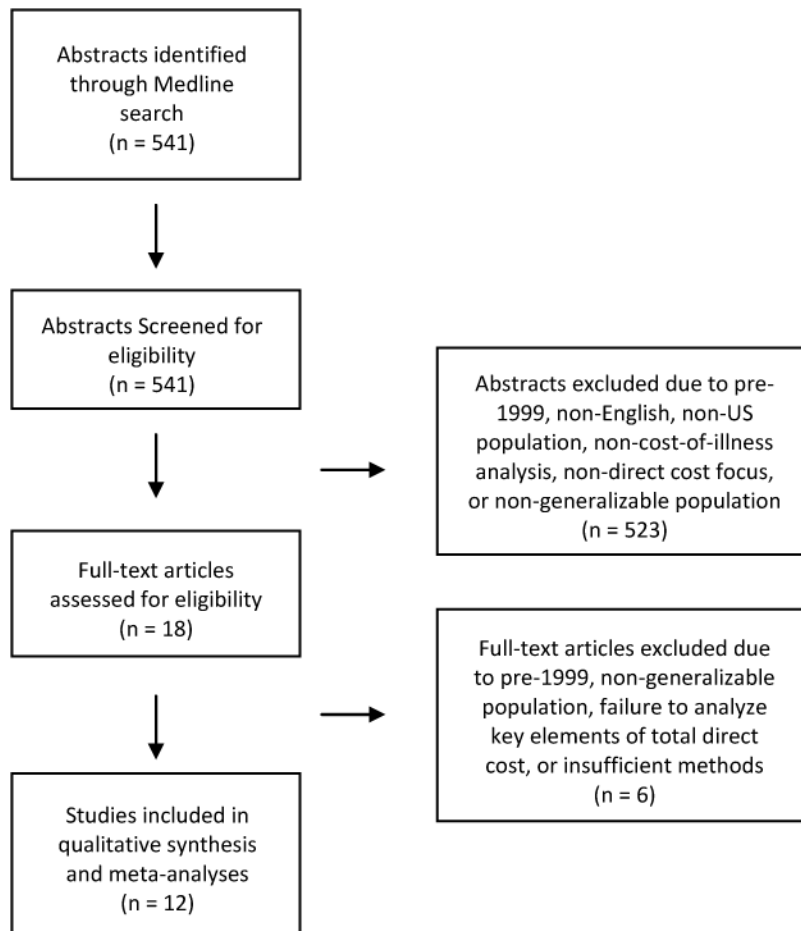 Abstracts identified
through Medline
search
(n = 541)
Abstracts Screened for
eligibility
(n = 541)
Abstracts excluded due to pre-
1999, non-English, non-US
population, non-cost-of-illness
analysis, non-direct cost focus,
or non-generalizable population
(n = 523)
Full-text articles
assessed for eligibility
(n = 18)
Full-text articles excluded due
to pre-1999, non-generalizable
population, failure to analyze
key elements of total direct
cost, or insufficient methods
(n = 6)
Studies included in
qualitative synthesis
and meta-analyses
(n = 12)